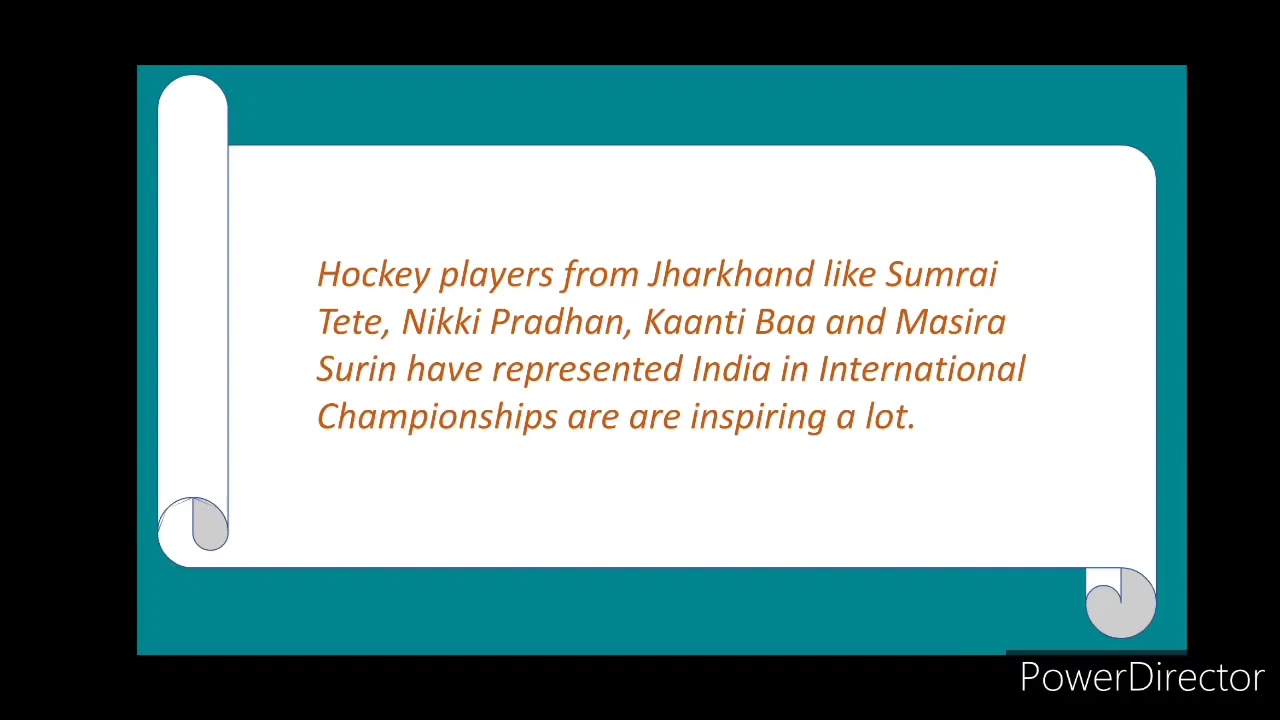 Hockey players from Jharkhand like Sumrai
Tete, Nikki Pradhan, Kaanti Baa and Masira
Surin have represented India in International
Championships are are inspiring a lot.
PowerDirector